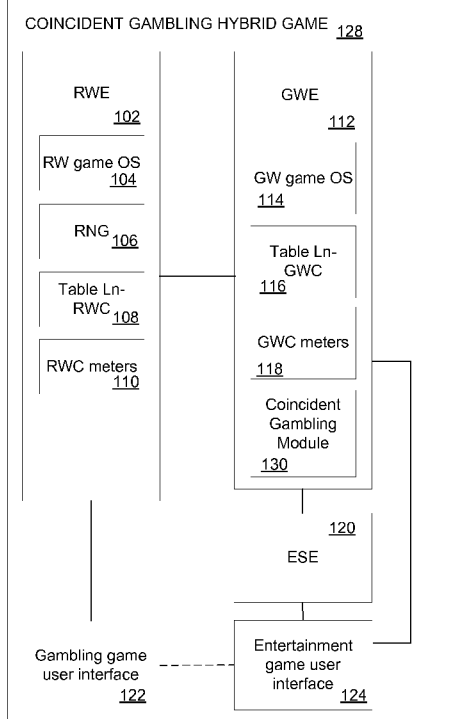 COINCIDENT GAMBLING HYBRID GAME 128
RWE
102
RW game OS
104
RNG
106
Table Ln-
RWC 108
RWC meters
110
GWE
112
GW game OS
114
Table Ln-
GWC
116
GWC meters
118
Coincident
Gambling
Module
130
120
ESE
Gambling game
user interface
122
Entertainment
game user
interface 124